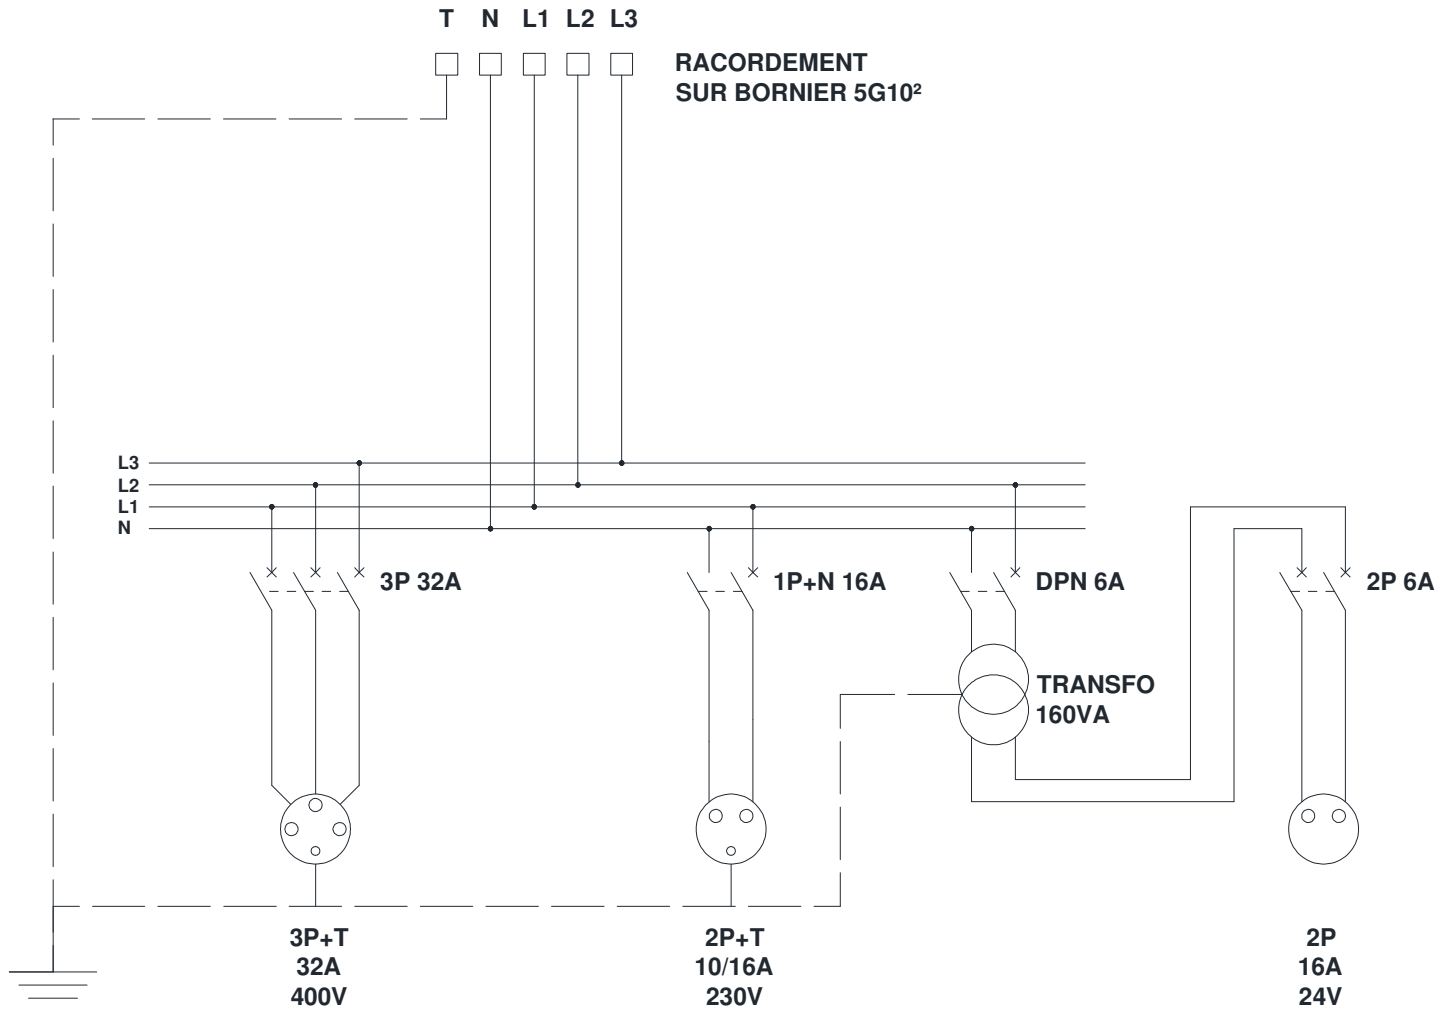 T N L1 L2 L3
RACORDEMENT
SUR BORNIER 5G10²
L3
L2
L1
N
3P 32A
1P+N 16A
DPN 6A
2P 6A
TRANSFO
160VA
3P+T
32A
400V
2P+T
10/16A
230V
2P
16A
24V